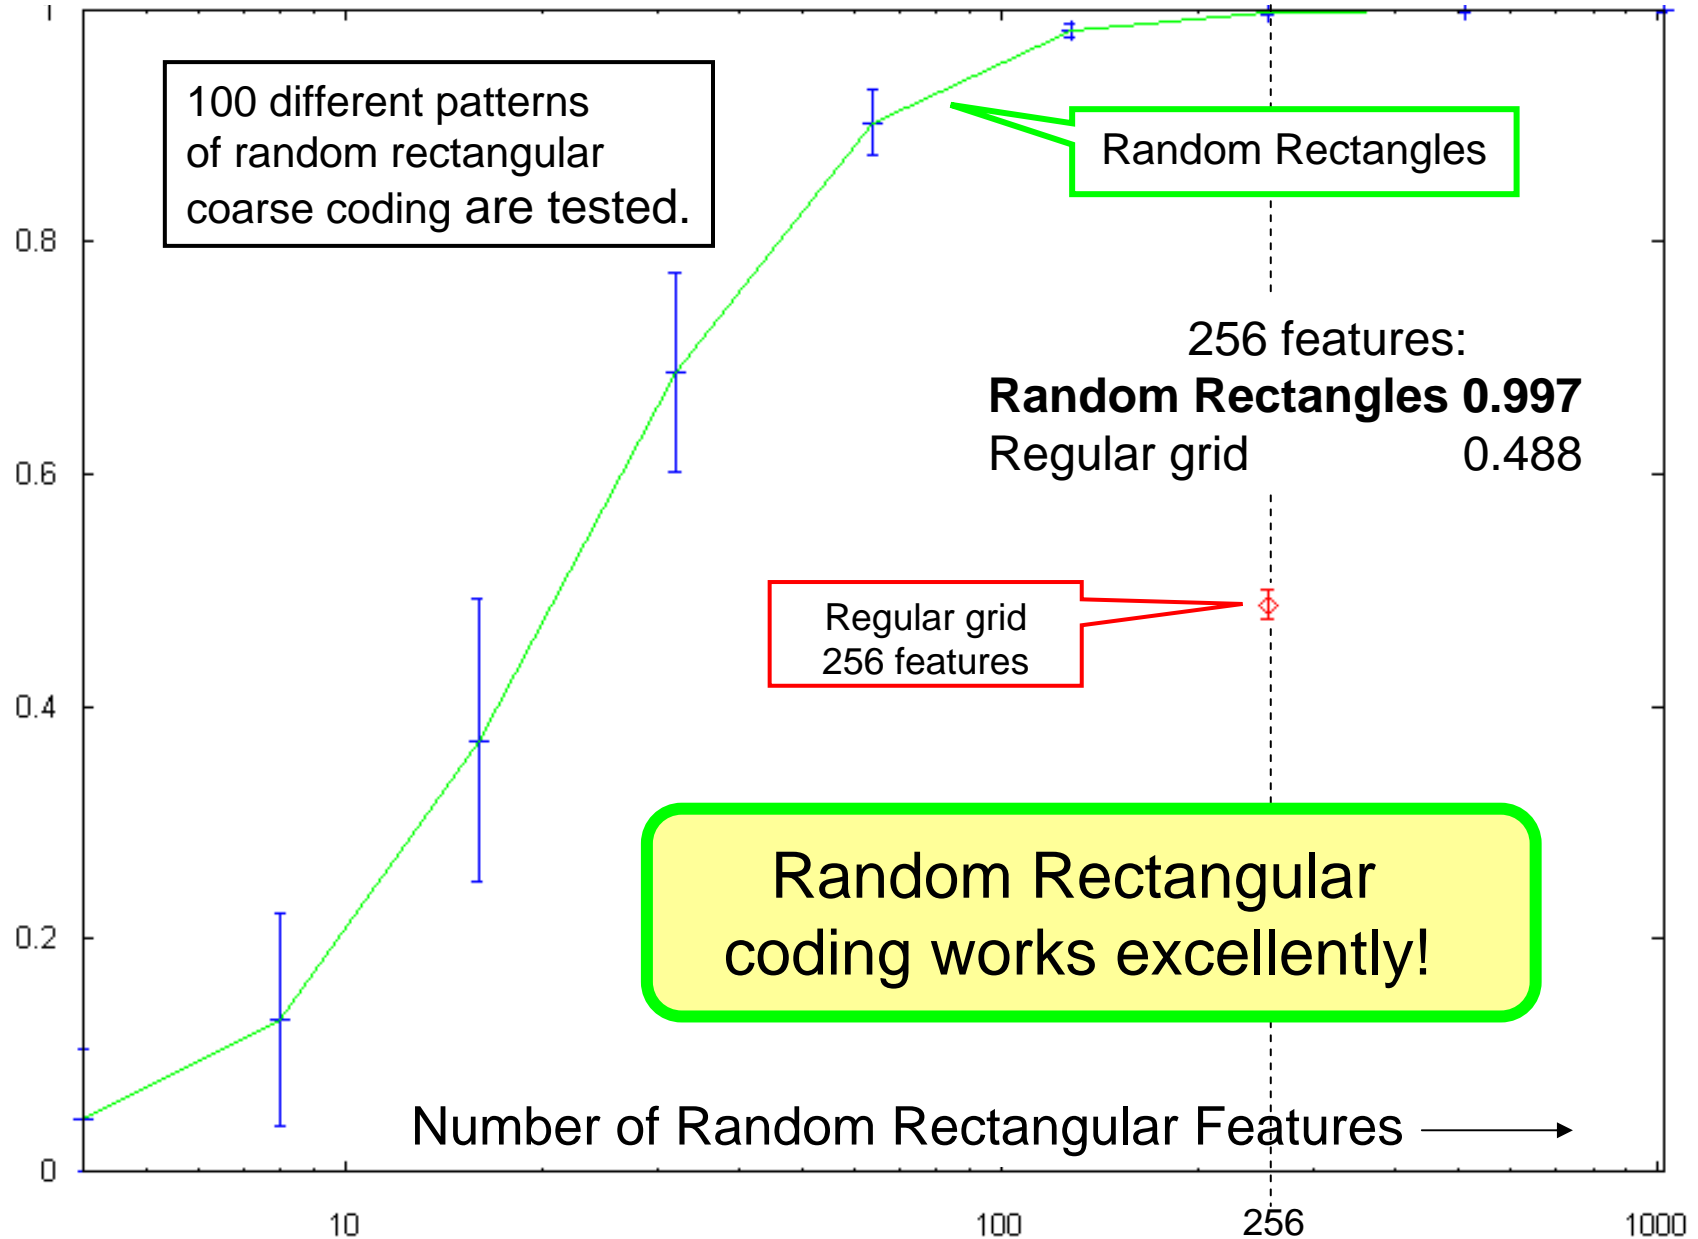 1
100 different patterns
of random rectangular
coarse coding are tested.
Random Rectangles
0.8
256 features:
Random Rectangles 0.997
Regular grid 0.488
0.6
Regular grid
256 features
0.4
Random Rectangular
coding works excellently!
0.2
Number of Random Rectangular Features
0
10 100 256 1000